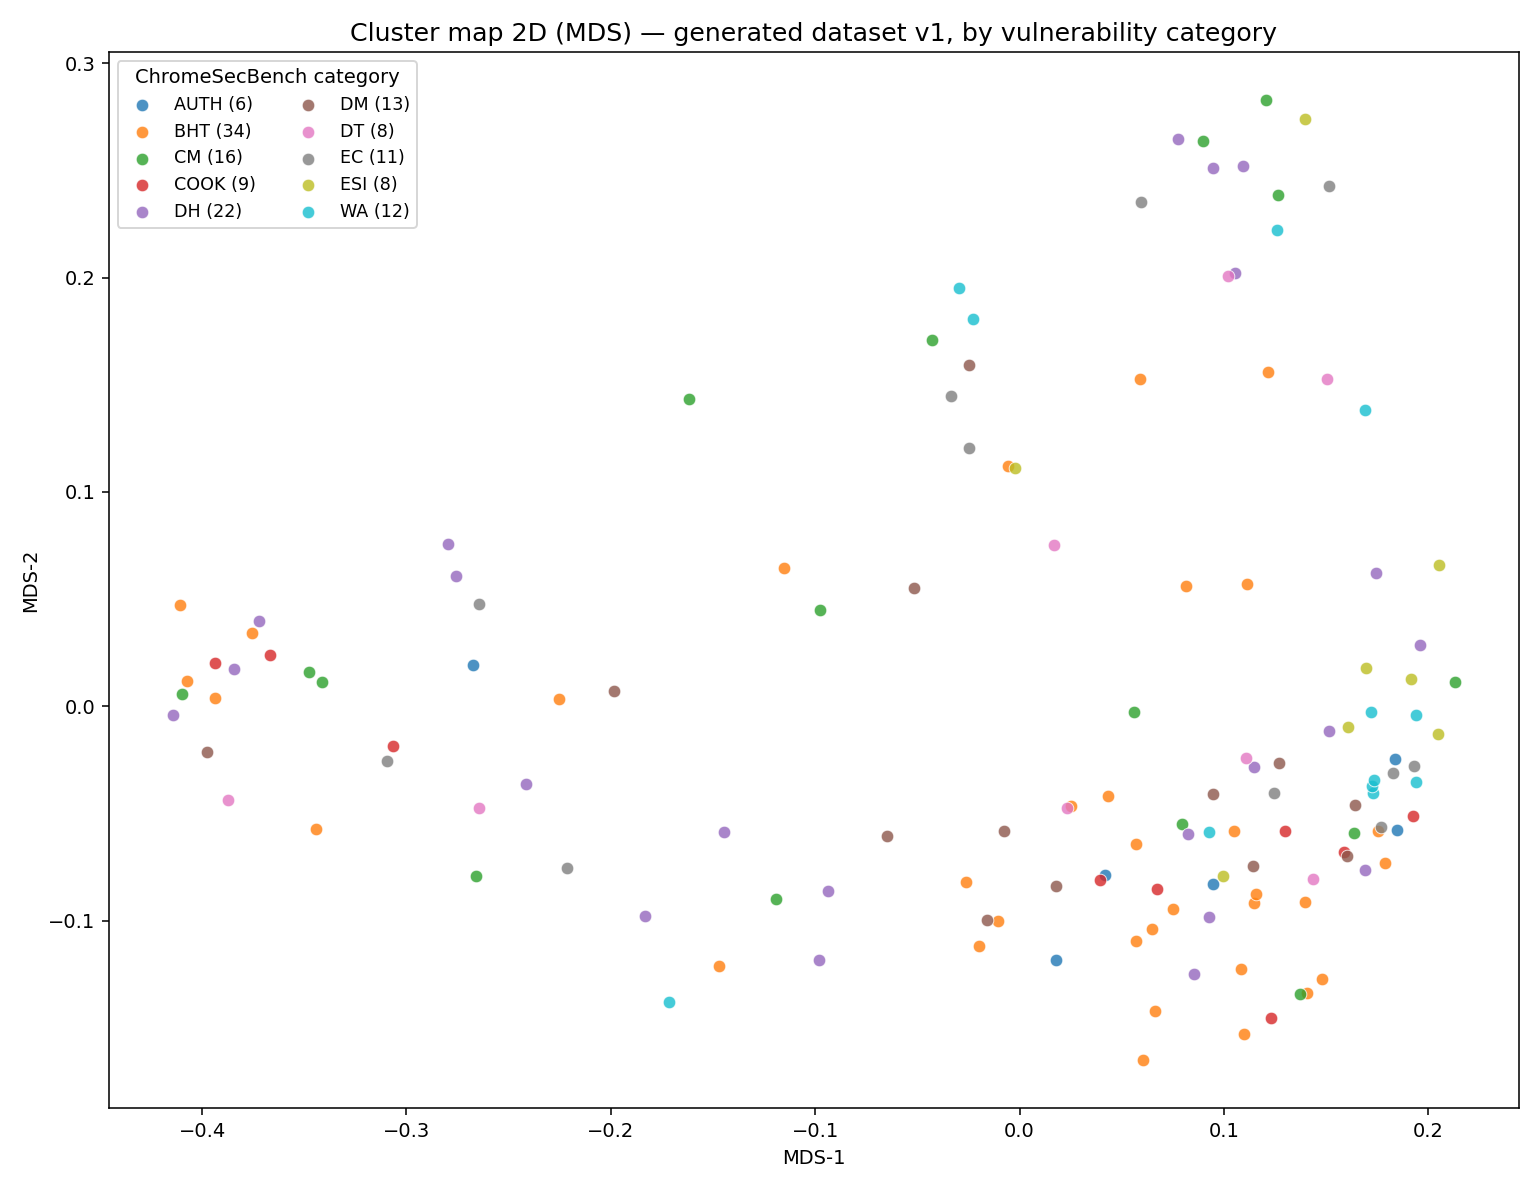 Cluster map 2D (MDS) — generated dataset v1, by vulnerability category
ChromeSecBench category
AUTH (6)
BHT (34)
CM (16)
COOK (9)
DH (22)
DM (13)
DT (8)
EC (11)
ESI (8)
WA (12)
MDS-2
0.3
0.2
0.1
0.0
−0.1
−0.4
−0.3
−0.2
−0.1
0.0
0.1
0.2
MDS-1